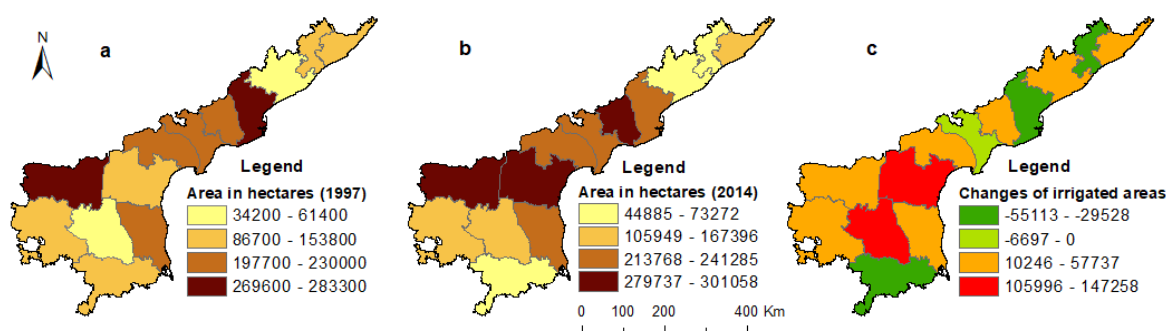 N
a
Legend
Area in hectares (1997)
34200 - 61400
86700 - 153800
197700 - 230000
269600 - 283300
b
Legend
Area in hectares (2014)
44885 - 73272
105949 - 167396
213768 - 241285
279737 - 301058
0 100 200 400 Km
c
Legend
Changes of irrigated areas
-55113 - -29528
-6697 - 0
10246 - 57737
105996 - 147258